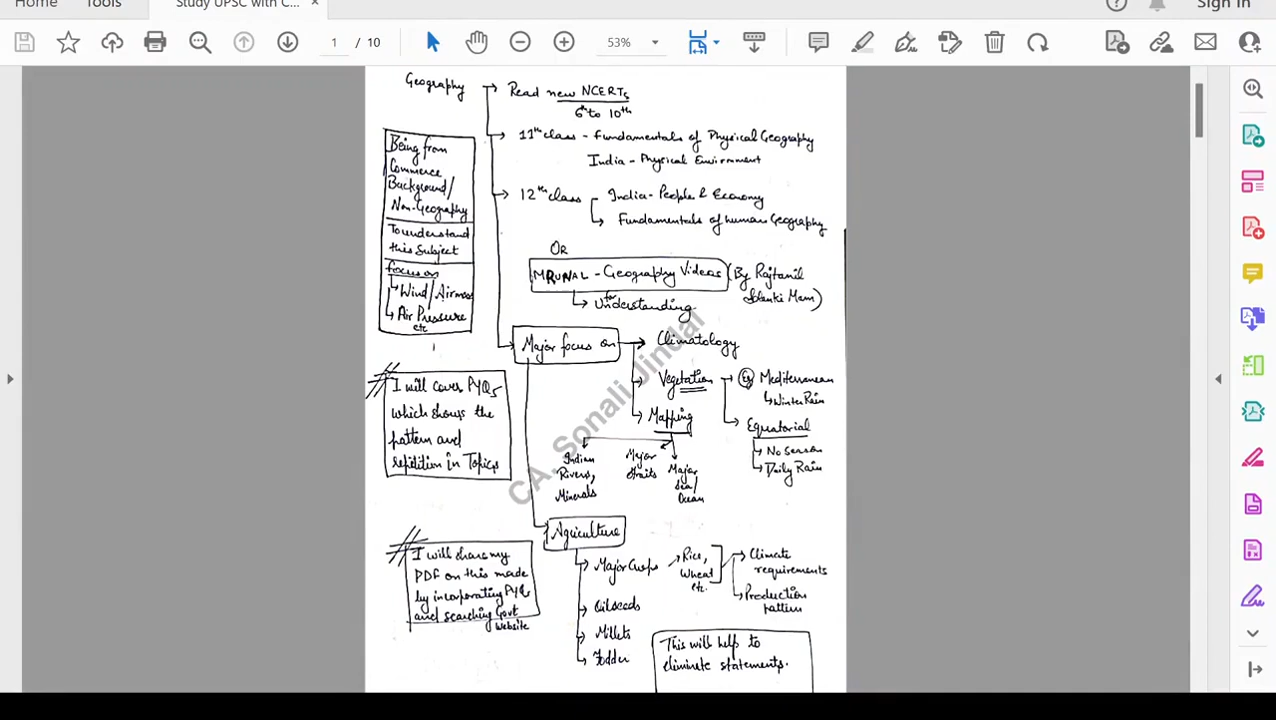 Home
Tools
Study UPSC with C...
×
Sign In
1 / 10
53%
Geography → Read new NCERTs
6th to 10th
11th class - Fundamentals of Physical Geography
India - Physical Enviornment
12th class - India - People & Economy
Fundamentals of human Geography
OR
MRUNAL - Geography Videos (By Rajtanil
Solanki Mam)
for
Understanding
Being from
Commerce
Background/
Non-Geography
To understand
this Subject
focus on
Wind/Airmass
Air Pressure
etc
Major focus on → Climatology
Vegetation → Eg Mediterranean
Winter Rain
Equatorial
No Season
Daily Rain
Mapping
Indian
Rivers,
Minerals
Major
Straits
Major
Sea/
Ocean
I will cover PYQs
which shows the
pattern and
repitition in Topics
Agriculture
Major Crops → Rice,
Wheat
etc.
Climate
requirements
Production
pattern
Oilseeds
Millets
Fodder
I will share my
PDF on this made
by incorporating PYQs
and searching Govt
website
This will help to
eliminate statements.
CA. Sonali Jindal